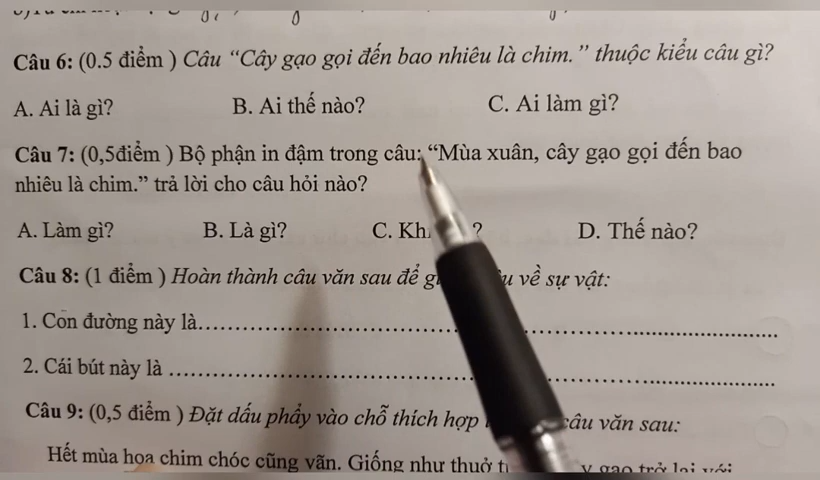 Câu 6: (0.5 điểm ) Câu “Cây gạo gọi đến bao nhiêu là chim.” thuộc kiểu câu gì?
A. Ai là gì? B. Ai thế nào? C. Ai làm gì?
Câu 7: (0,5điểm ) Bộ phận in đậm trong câu: “Mùa xuân, cây gạo gọi đến bao
nhiêu là chim.” trả lời cho câu hỏi nào?
A. Làm gì? B. Là gì? C. Kh ? D. Thế nào?
Câu 8: (1 điểm ) Hoàn thành câu văn sau để về sự vật:
1. Con đường này là
2. Cái bút này là
Câu 9: (0,5 điểm ) Đặt dấu phẩy vào chỗ thích hợp câu văn sau:
Hết mùa hoa chim chóc cũng vãn. Giống như thuở gạo trở lại với